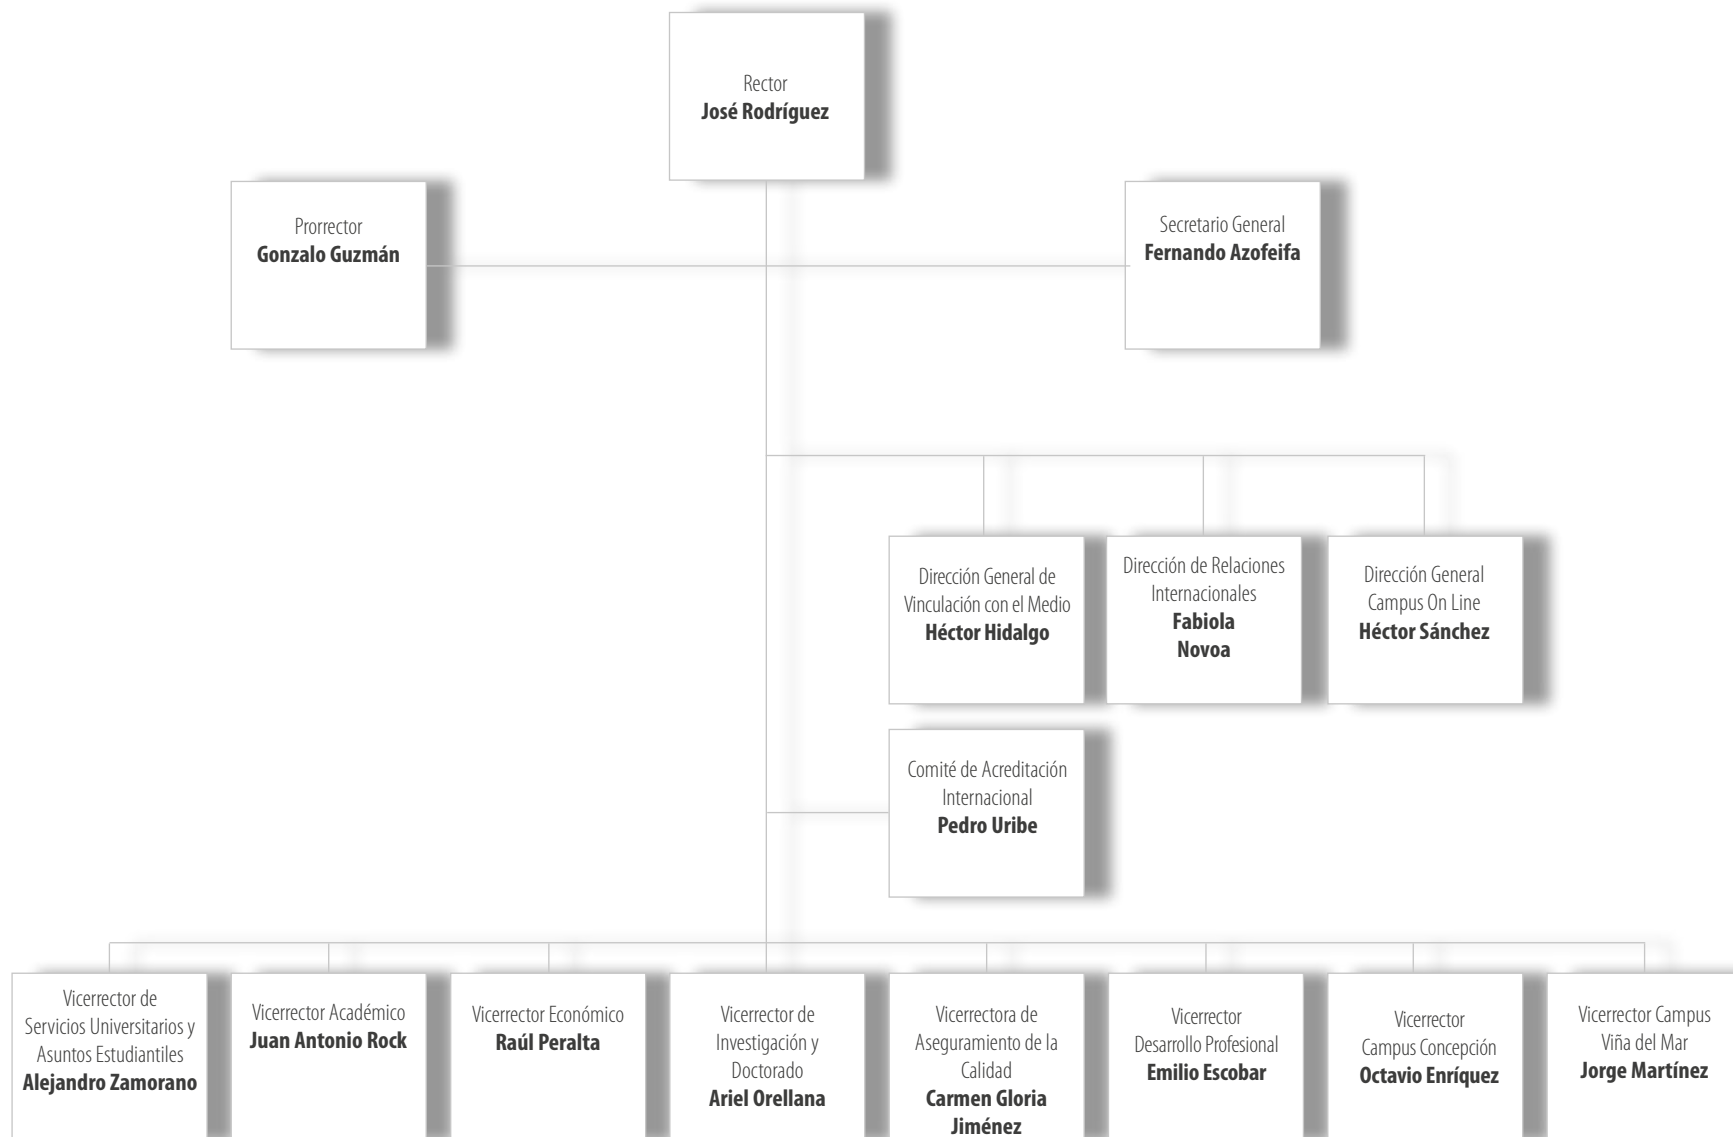 Rector
José Rodríguez
Prorrector
Gonzalo Guzmán
Secretario General
Fernando Azofeifa
Dirección General de
Vinculación con el Medio
Héctor Hidalgo
Dirección de Relaciones
Internacionales
Fabiola
Novoa
Dirección General
Campus On Line
Héctor Sánchez
Comité de Acreditación
Internacional
Pedro Uribe
Vicerrector de
Servicios Universitarios y
Asuntos Estudiantiles
Alejandro Zamorano
Vicerrector Académico
Juan Antonio Rock
Vicerrector Económico
Raúl Peralta
Vicerrector de
Investigación y
Doctorado
Ariel Orellana
Vicerrectora de
Aseguramiento de la
Calidad
Carmen Gloria
Jiménez
Vicerrector
Desarrollo Profesional
Emilio Escobar
Vicerrector
Campus Concepción
Octavio Enríquez
Vicerrector Campus
Viña del Mar
Jorge Martínez